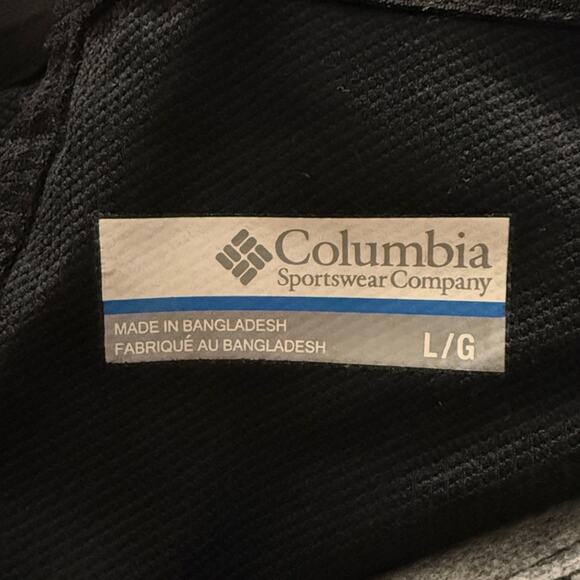 Columbia
Sportswear Company
MADE IN BANGLADESH
FABRIQUÉ AU BANGLADESH
L/G